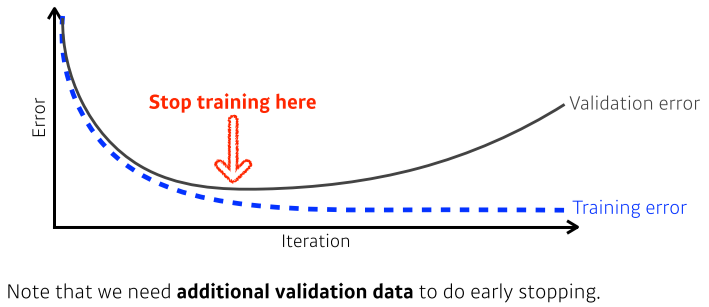 Stop training here
Validation error
Error
Training error
Iteration
Note that we need additional validation data to do early stopping.